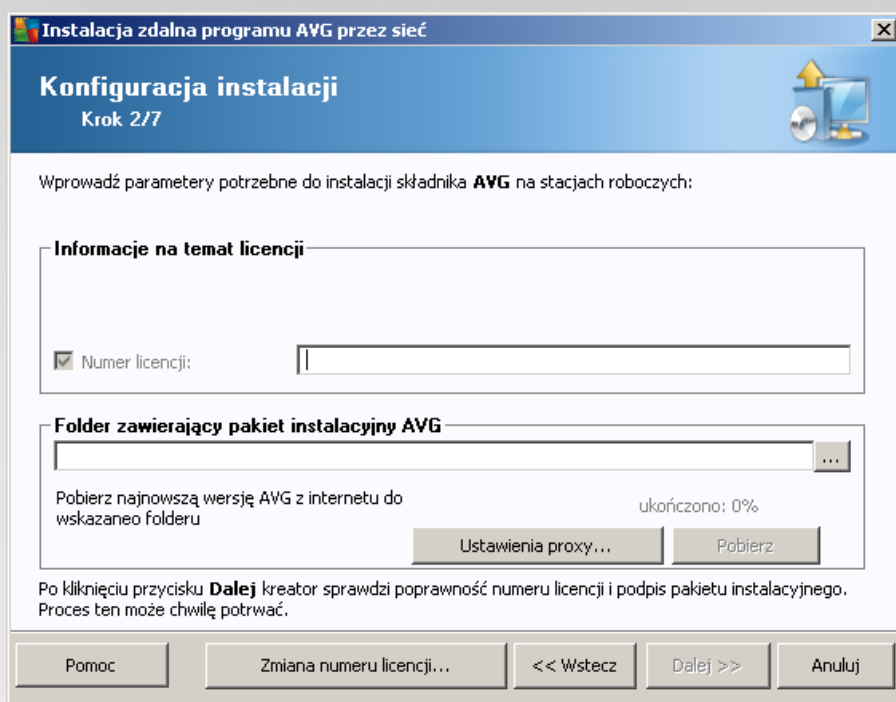 Instalacja zdalna programu AVG przez sieć
Konfiguracja instalacji
Krok 2/7
Wprowadź parametery potrzebne do instalacji składnika AVG na stacjach roboczych:
Informacje na temat licencji
Numer licencji:
Folder zawierający pakiet instalacyjny AVG
...
Pobierz najnowszą wersję AVG z internetu do
wskazaneo folderu
ukończono: 0%
Ustawienia proxy...
Pobierz
Po kliknięciu przycisku Dalej kreator sprawdzi poprawność numeru licencji i podpis pakietu instalacyjnego.
Proces ten może chwilę potrwać.
Pomoc
Zmiana numeru licencji...
<< Wstecz
Dalej >>
Anuluj